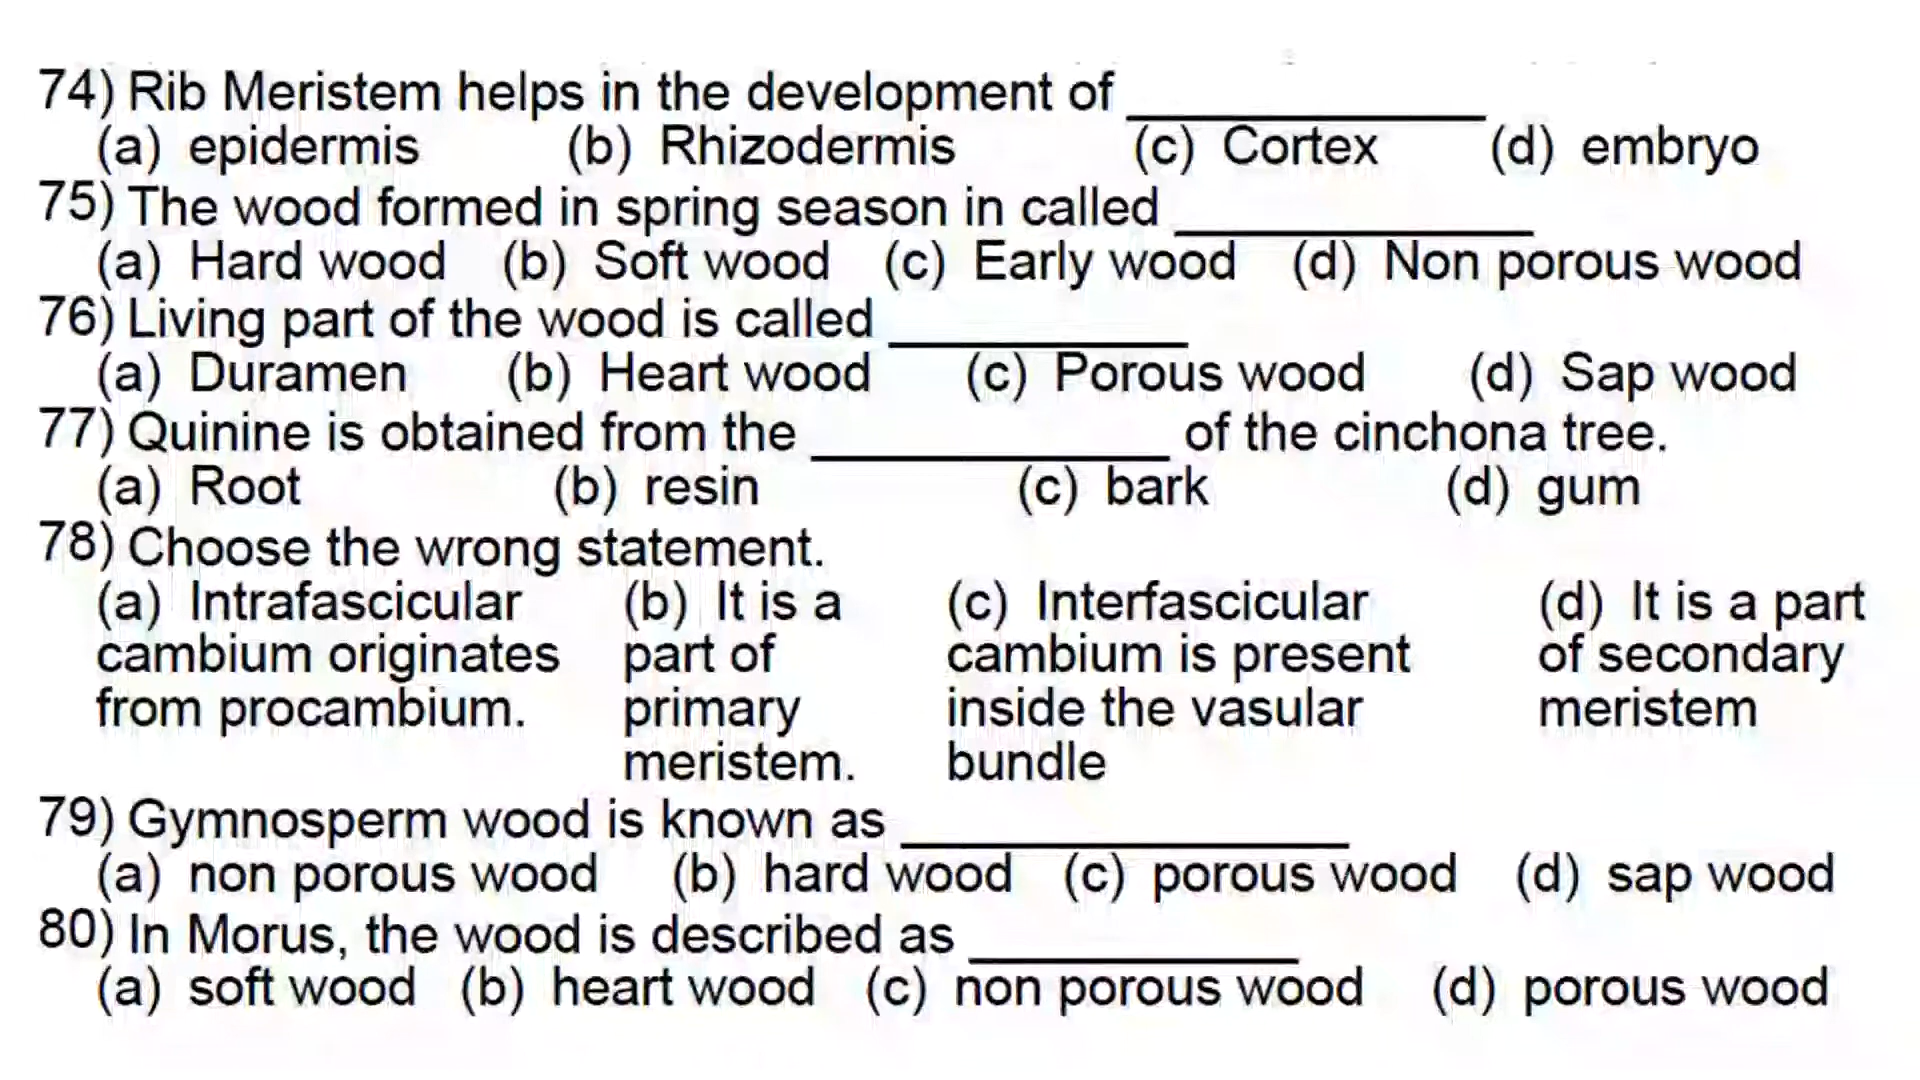 74) Rib Meristem helps in the development of ____________
(a) epidermis (b) Rhizodermis (c) Cortex (d) embryo
75) The wood formed in spring season in called ____________
(a) Hard wood (b) Soft wood (c) Early wood (d) Non porous wood
76) Living part of the wood is called __________
(a) Duramen (b) Heart wood (c) Porous wood (d) Sap wood
77) Quinine is obtained from the ____________ of the cinchona tree.
(a) Root (b) resin (c) bark (d) gum
78) Choose the wrong statement.
(a) Intrafascicular (b) It is a (c) Interfascicular (d) It is a part
cambium originates part of cambium is present of secondary
from procambium. primary inside the vasular meristem
meristem. bundle
79) Gymnosperm wood is known as _______________
(a) non porous wood (b) hard wood (c) porous wood (d) sap wood
80) In Morus, the wood is described as ___________
(a) soft wood (b) heart wood (c) non porous wood (d) porous wood